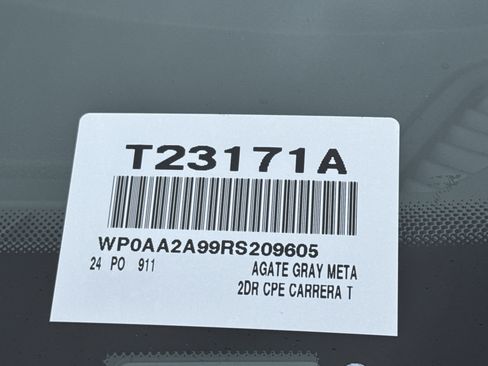 T23171A
WP0AA2A99RS209605
24 PO 911 AGATE GRAY META
2DR CPE CARRERA T